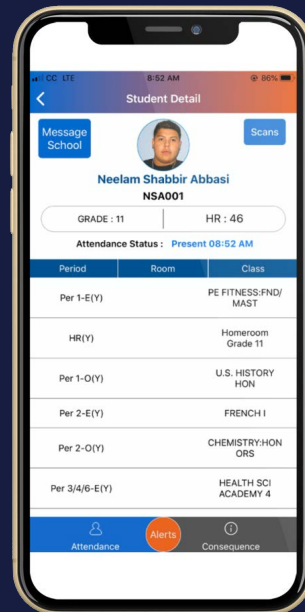 CC LTE 8:52 AM 86%
Student Detail
Message
School
Scans
Neelam Shabbir Abbasi
NSA001
GRADE : 11 HR : 46
Attendance Status : Present 08:52 AM
Period Room Class
Per 1-E(Y) PE FITNESS:FND/
MAST
HR(Y) Homeroom
Grade 11
Per 1-O(Y) U.S. HISTORY
HON
Per 2-E(Y) FRENCH I
Per 2-O(Y) CHEMISTRY:HON
ORS
Per 3/4/6-E(Y) HEALTH SCI
ACADEMY 4
Attendance Alerts Consequence